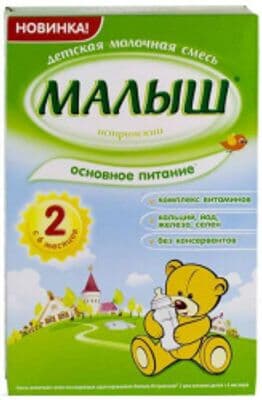 НОВИНКА!
детская молочная смесь
МАЛЫШ
истринский
основное питание
комплекс витаминов
кальций, йод,
железо, селен
без консервантов
2
с 6 месяцев